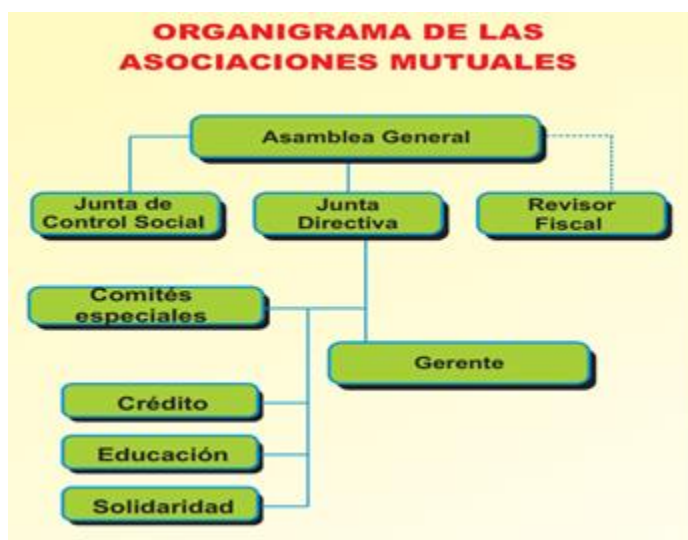 ORGANIGRAMA DE LAS
ASOCIACIONES MUTUALES
Asamblea General
Junta de
Control Social
Junta
Directiva
Revisor
Fiscal
Comités
especiales
Gerente
Crédito
Educación
Solidaridad